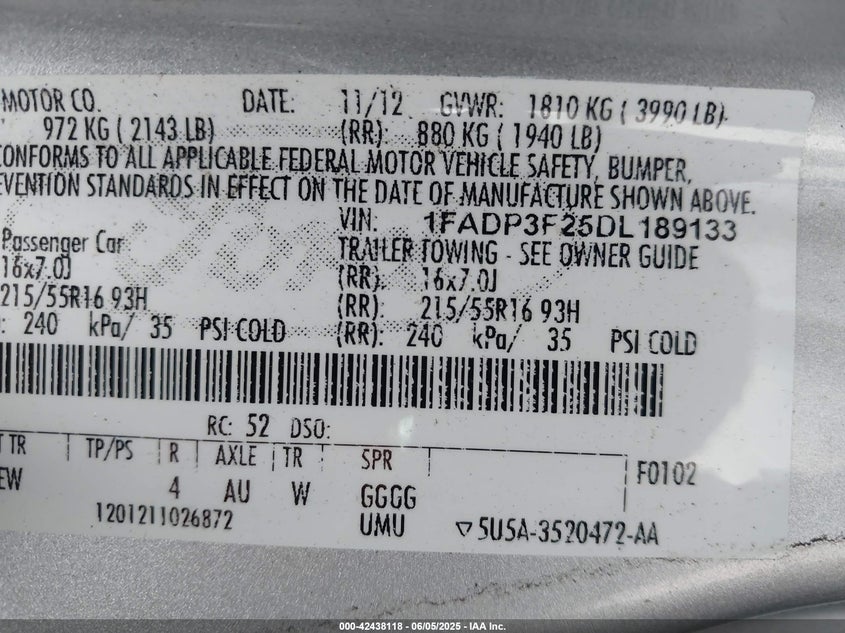 MOTOR CO. DATE: 11/12 GVWR: 1810 KG ( 3990 LB)
972 KG ( 2143 LB) (RR): 880 KG ( 1940 LB)
CONFORMS TO ALL APPLICABLE FEDERAL MOTOR VEHICLE SAFETY, BUMPER,
EVENTION STANDARDS IN EFFECT ON THE DATE OF MANUFACTURE SHOWN ABOVE.
VIN: 1FADP3F25DL189133
Passenger Car TRAILER TOWING - SEE OWNER GUIDE
16x7.0J (RR): 16x7.0J
215/55R16 93H (RR): 215/55R16 93H
: 240 kPa/ 35 PSI COLD (RR): 240 kPa/ 35 PSI COLD
RC: 52 DSO:
T TR TP/PS R AXLE TR SPR F0102
EW 4 AU W GGGG
1201211026872 UMU ▽5U5A-3520472-AA
000-42438118 - 06/05/2025 - IAA Inc.